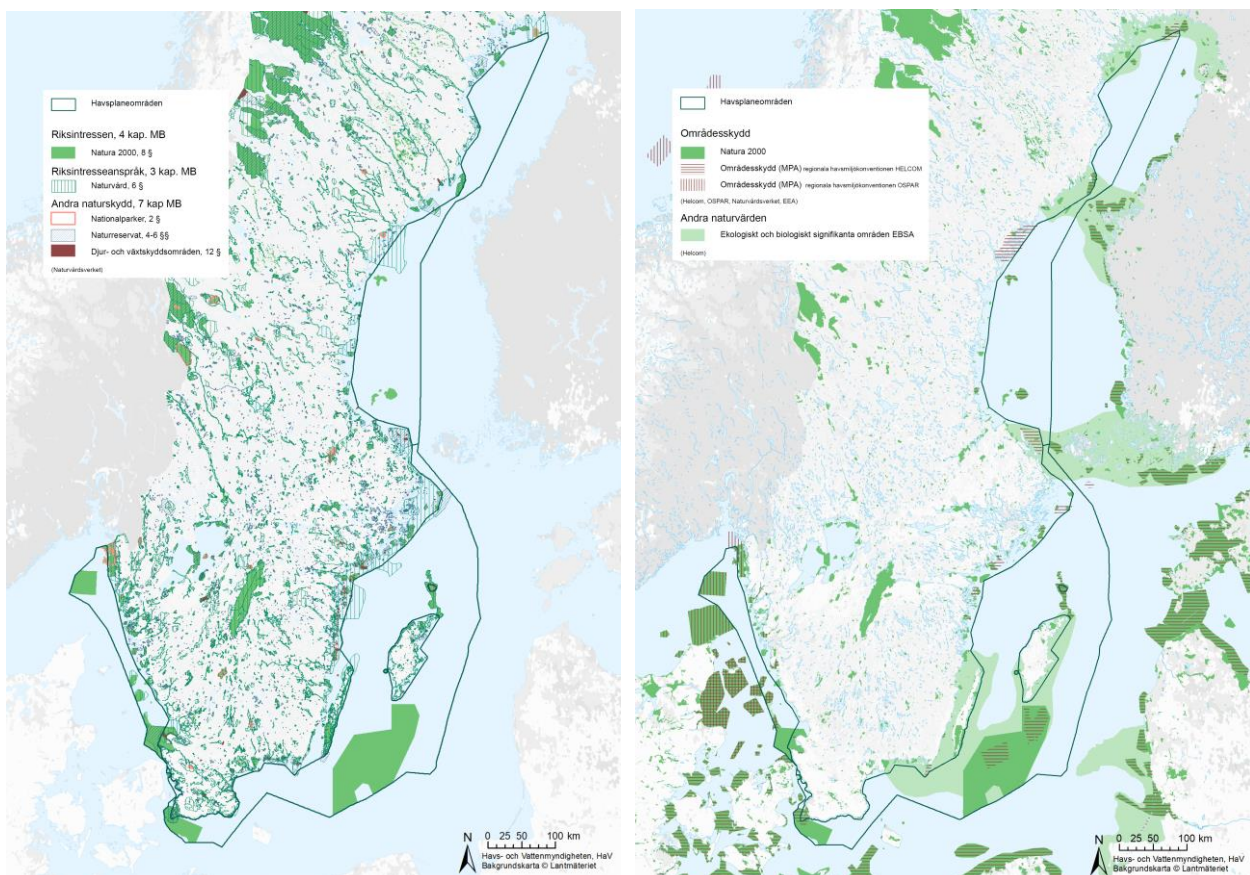 Havsplaneområden
Riksintressen, 4 kap. MB
Natura 2000, 8 §
Riksintresseanspråk, 3 kap. MB
Naturvård, 6 §
Andra naturskydd, 7 kap MB
Nationalparker, 2 §
Naturreservat, 4-6 §§
Djur- och växtskyddsområden, 12 §
(Naturvårdsverket)
N
0 25 50 100 km
Havs- och Vattenmyndigheten, HaV
Bakgrundskarta © Lantmäteriet
Havsplaneområden
Områdesskydd
Natura 2000
Områdesskydd (MPA) regionala havsmiljökonventionen HELCOM
Områdesskydd (MPA) regionala havsmiljökonventionen OSPAR
(Helcom, OSPAR, Naturvårdsverket, EEA)
Andra naturvärden
Ekologiskt och biologiskt signifikanta områden EBSA
(Helcom)
N
0 25 50 100 km
Havs- och Vattenmyndigheten, HaV
Bakgrundskarta © Lantmäteriet